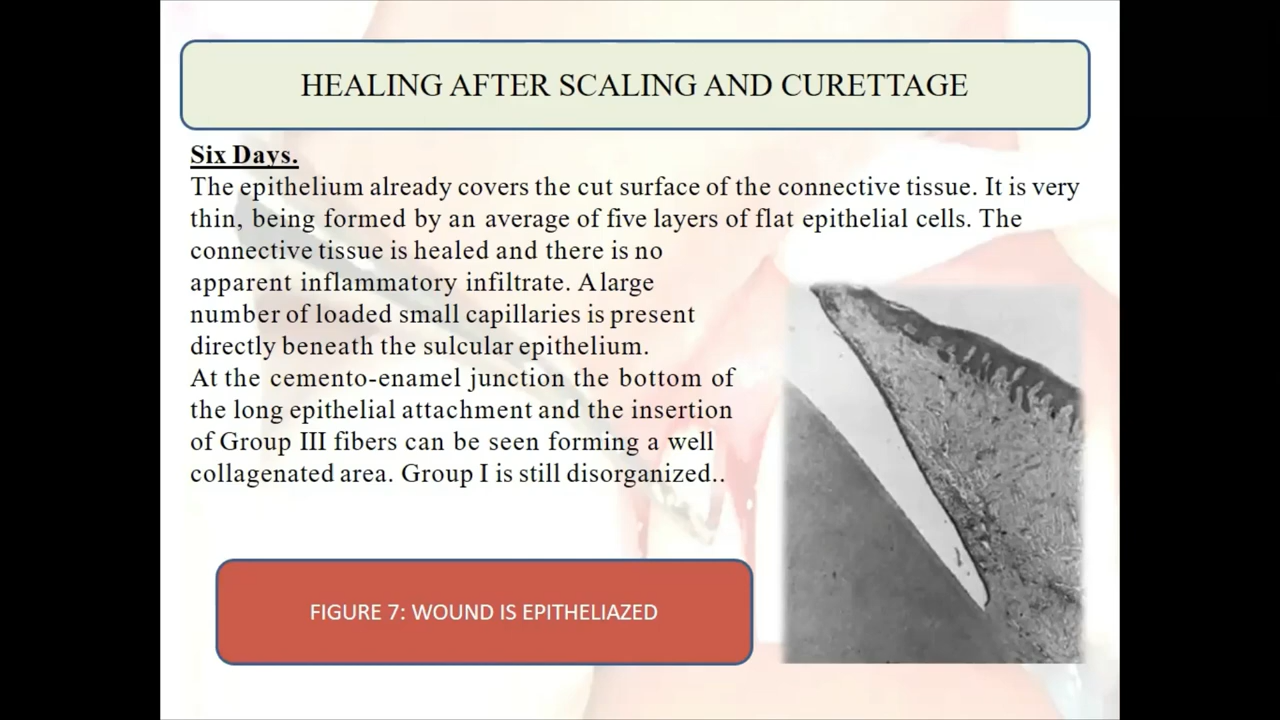 HEALING AFTER SCALING AND CURETTAGE
Six Days.
The epithelium already covers the cut surface of the connective tissue. It is very
thin, being formed by an average of five layers of flat epithelial cells. The
connective tissue is healed and there is no
apparent inflammatory infiltrate. A large
number of loaded small capillaries is present
directly beneath the sulcular epithelium.
At the cemento-enamel junction the bottom of
the long epithelial attachment and the insertion
of Group III fibers can be seen forming a well
collagenated area. Group I is still disorganized..
FIGURE 7: WOUND IS EPITHELIAZED